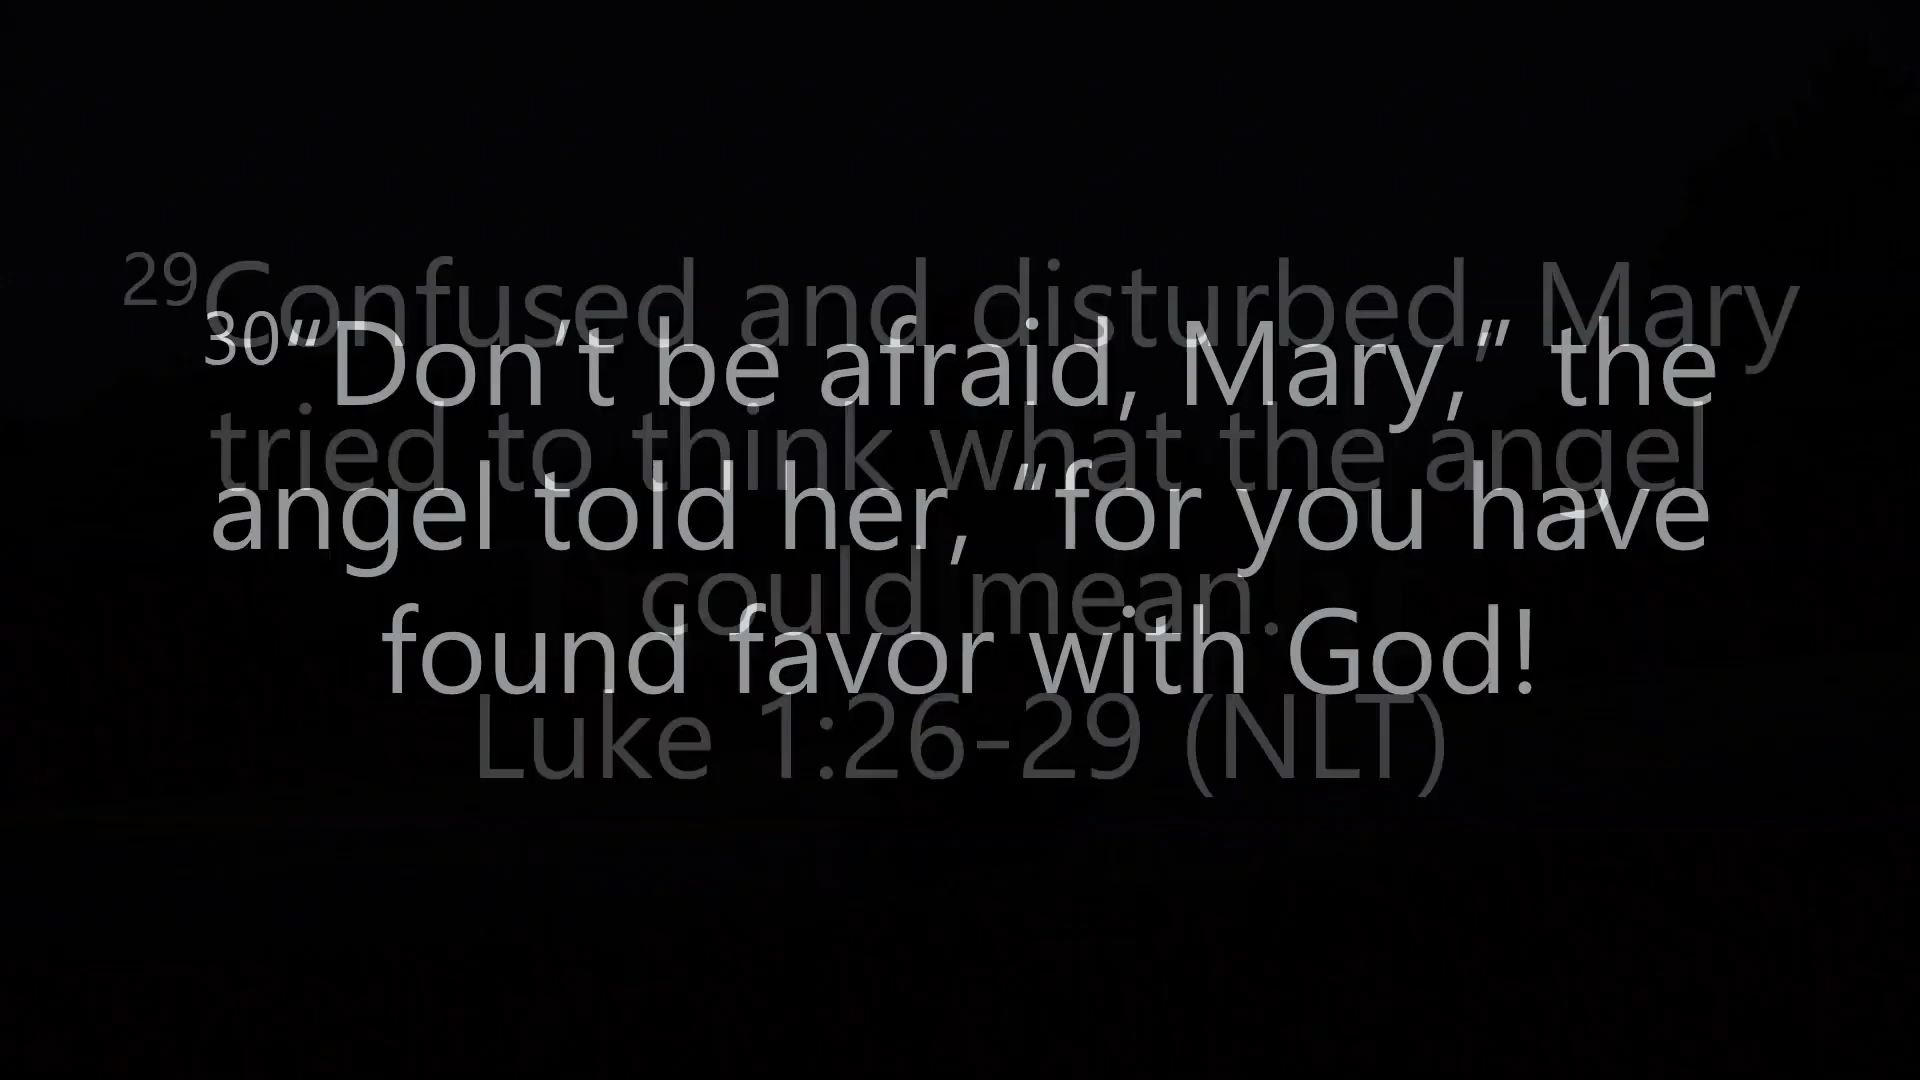 ²⁹Confused and disturbed, Mary
tried to think what the angel
could mean.
Luke 1:26-29 (NLT)
³⁰“Don’t be afraid, Mary,” the
angel told her, “for you have
found favor with God!